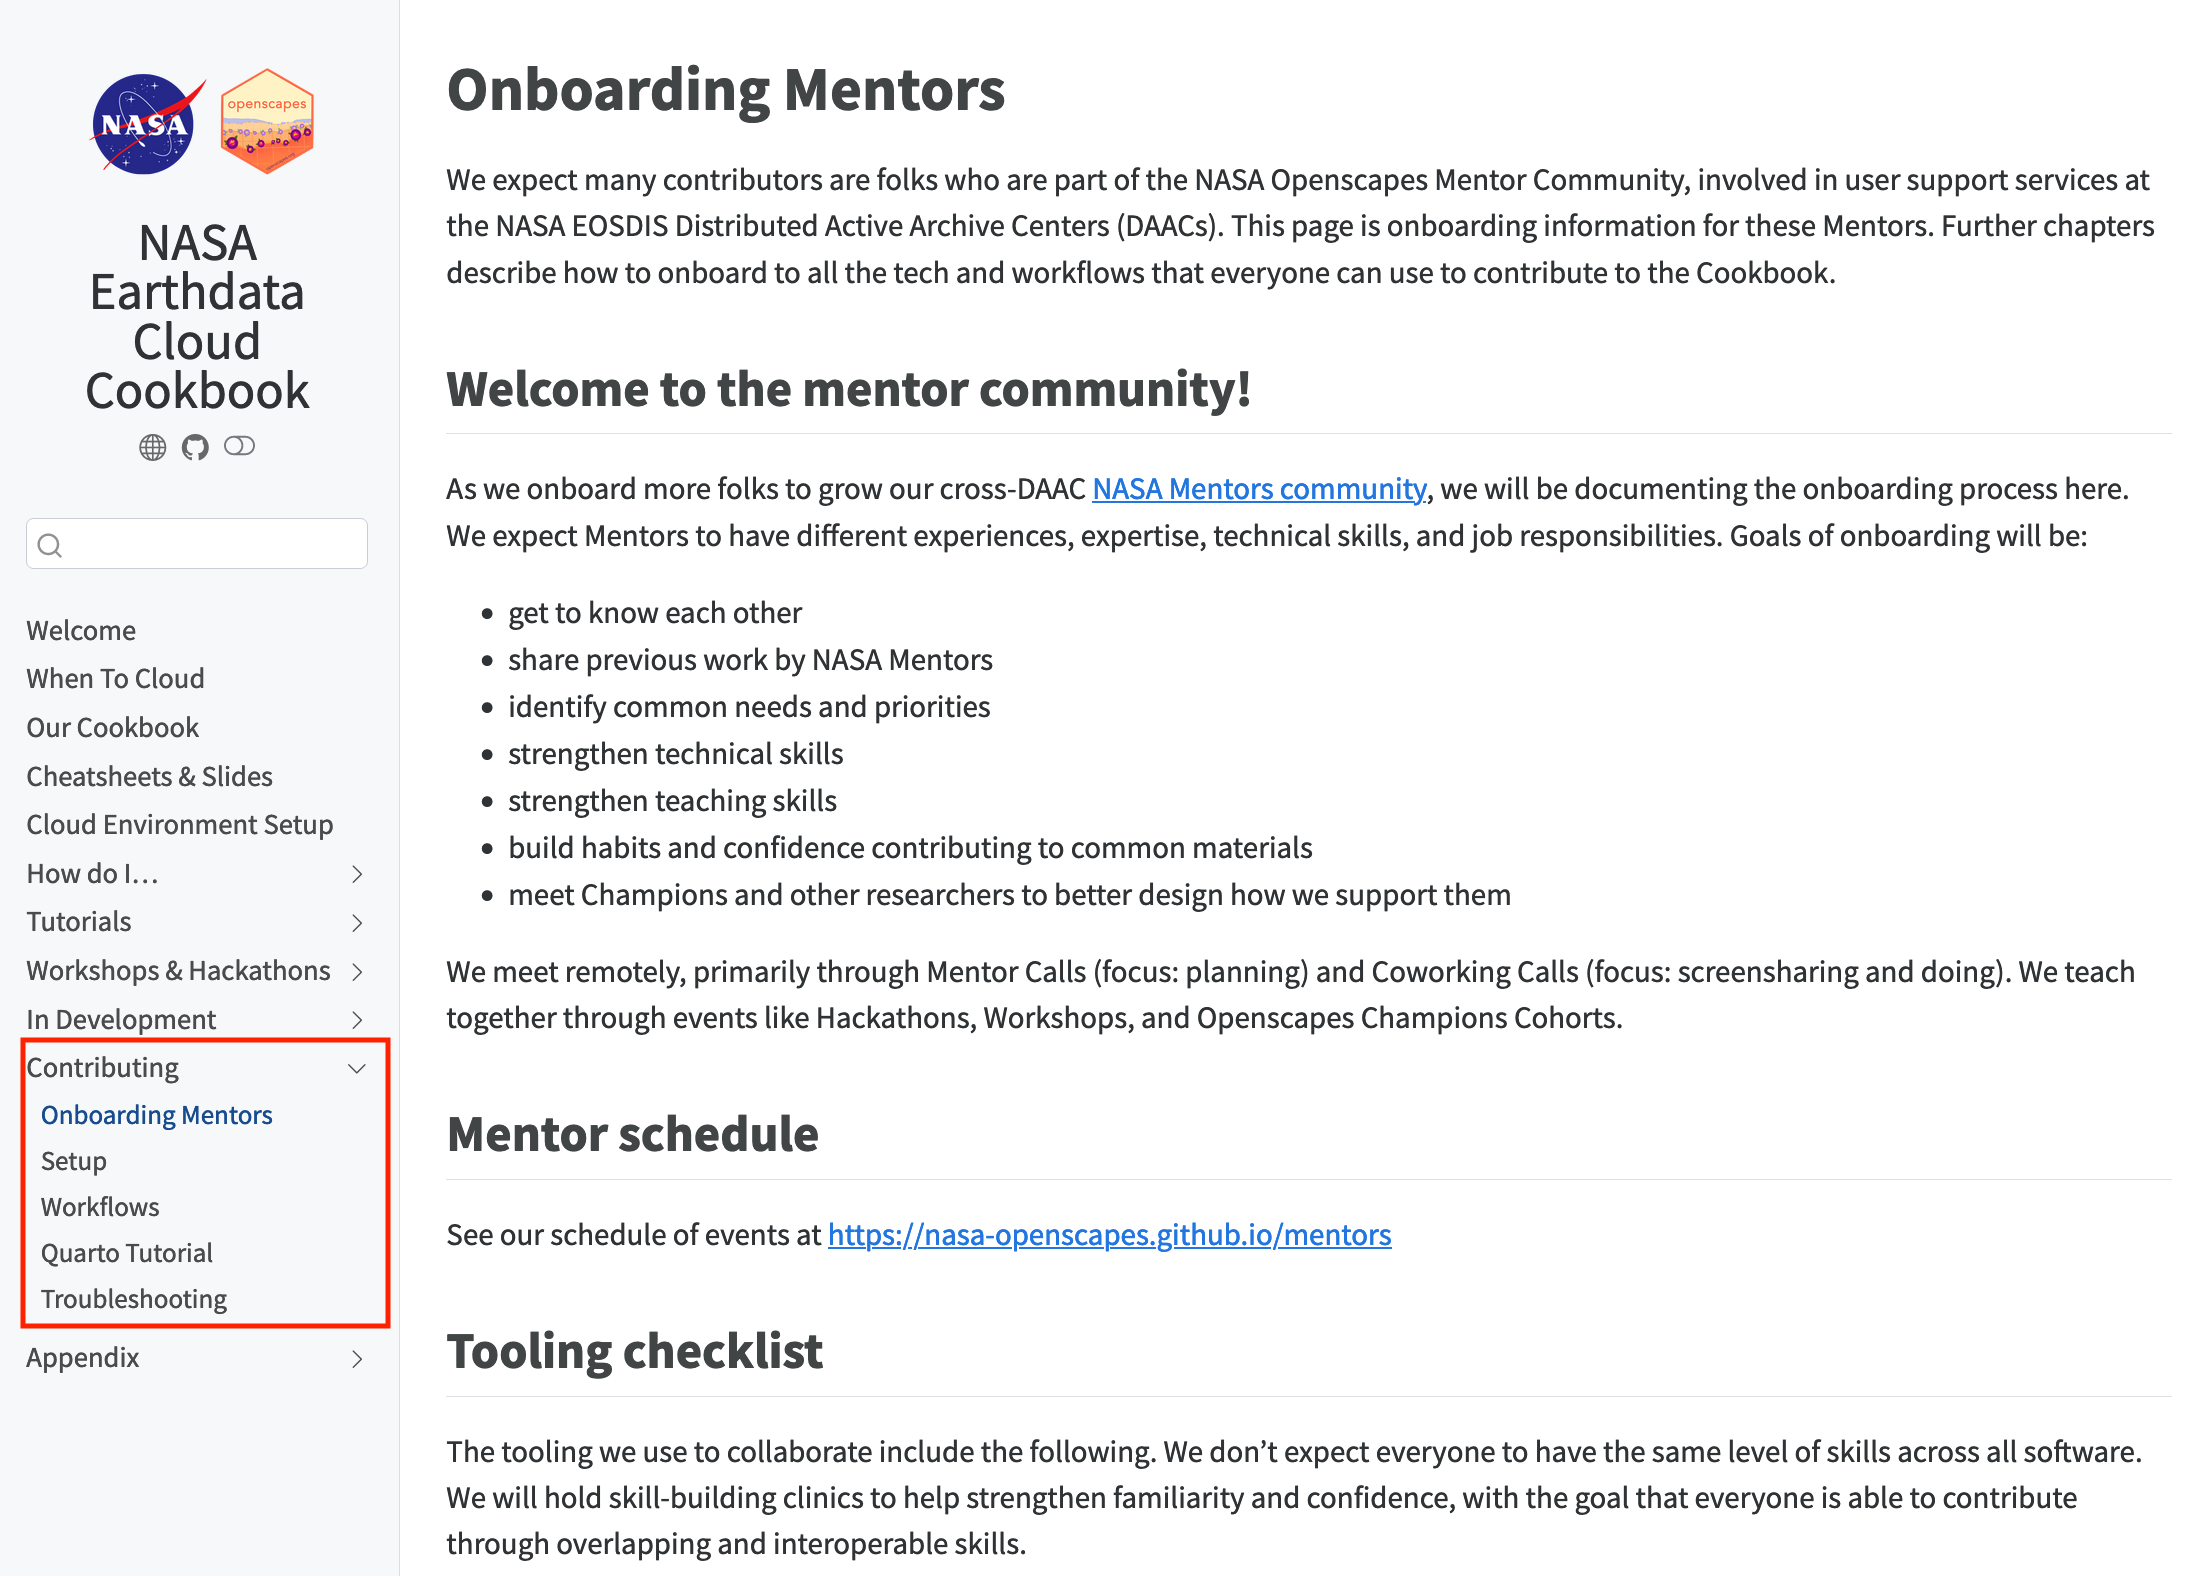 NASA
openscapes
NASA
Earthdata
Cloud
Cookbook
Welcome
When To Cloud
Our Cookbook
Cheatsheets & Slides
Cloud Environment Setup
How do I…
Tutorials
Workshops & Hackathons
In Development
Contributing
Onboarding Mentors
Setup
Workflows
Quarto Tutorial
Troubleshooting
Appendix
Onboarding Mentors
We expect many contributors are folks who are part of the NASA Openscapes Mentor Community, involved in user support services at
the NASA EOSDIS Distributed Active Archive Centers (DAACs). This page is onboarding information for these Mentors. Further chapters
describe how to onboard to all the tech and workflows that everyone can use to contribute to the Cookbook.
Welcome to the mentor community!
As we onboard more folks to grow our cross-DAAC NASA Mentors community, we will be documenting the onboarding process here.
We expect Mentors to have different experiences, expertise, technical skills, and job responsibilities. Goals of onboarding will be:
• get to know each other
• share previous work by NASA Mentors
• identify common needs and priorities
• strengthen technical skills
• strengthen teaching skills
• build habits and confidence contributing to common materials
• meet Champions and other researchers to better design how we support them
We meet remotely, primarily through Mentor Calls (focus: planning) and Coworking Calls (focus: screensharing and doing). We teach
together through events like Hackathons, Workshops, and Openscapes Champions Cohorts.
Mentor schedule
See our schedule of events at https://nasa-openscapes.github.io/mentors
Tooling checklist
The tooling we use to collaborate include the following. We don’t expect everyone to have the same level of skills across all software.
We will hold skill-building clinics to help strengthen familiarity and confidence, with the goal that everyone is able to contribute
through overlapping and interoperable skills.